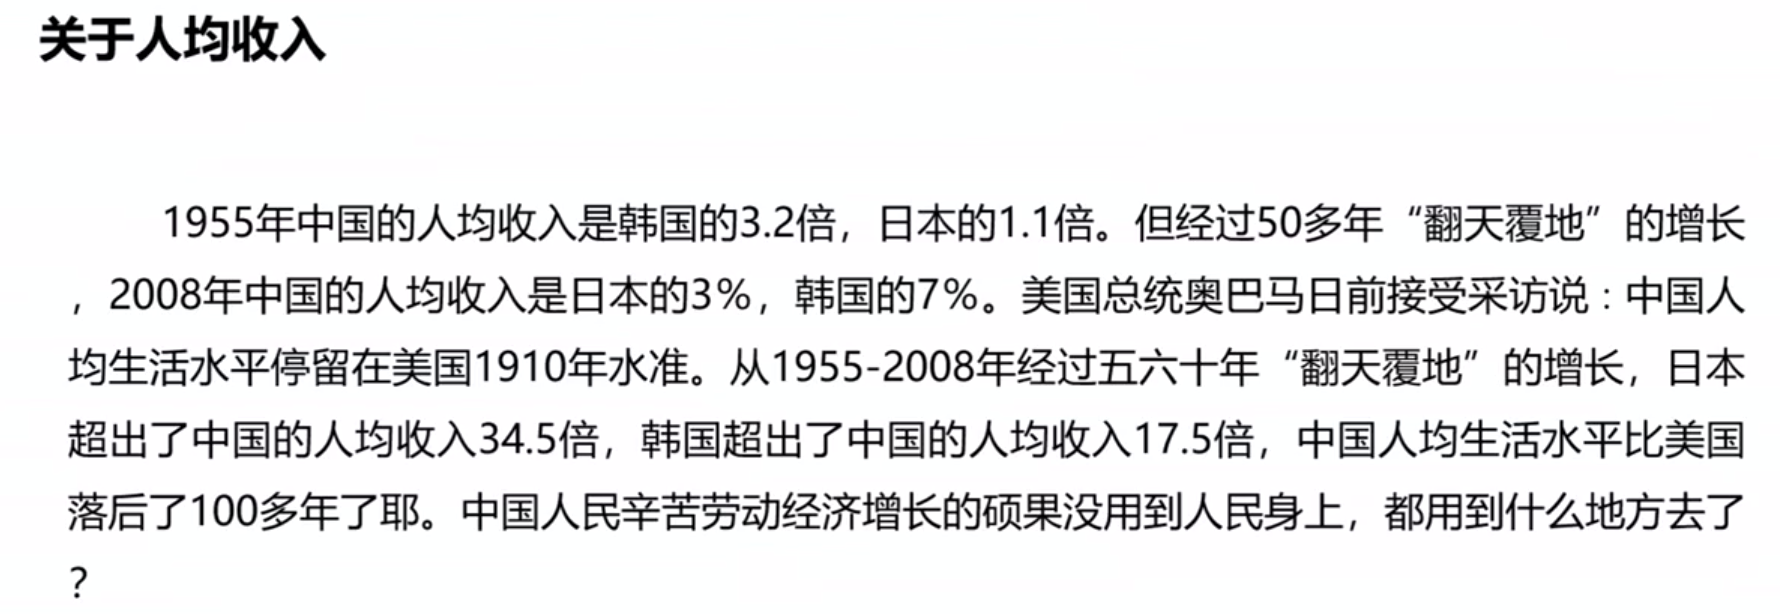 关于人均收入
1955年中国的人均收入是韩国的3.2倍，日本的1.1倍。但经过50多年“翻天覆地”的增长
，2008年中国的人均收入是日本的3%，韩国的7%。美国总统奥巴马日前接受采访说：中国人
均生活水平停留在美国1910年水准。从1955-2008年经过五六十年“翻天覆地”的增长，日本
超出了中国的人均收入34.5倍，韩国超出了中国的人均收入17.5倍，中国人均生活水平比美国
落后了100多年了耶。中国人民辛苦劳动经济增长的硕果没用到人民身上，都用到什么地方去了
？